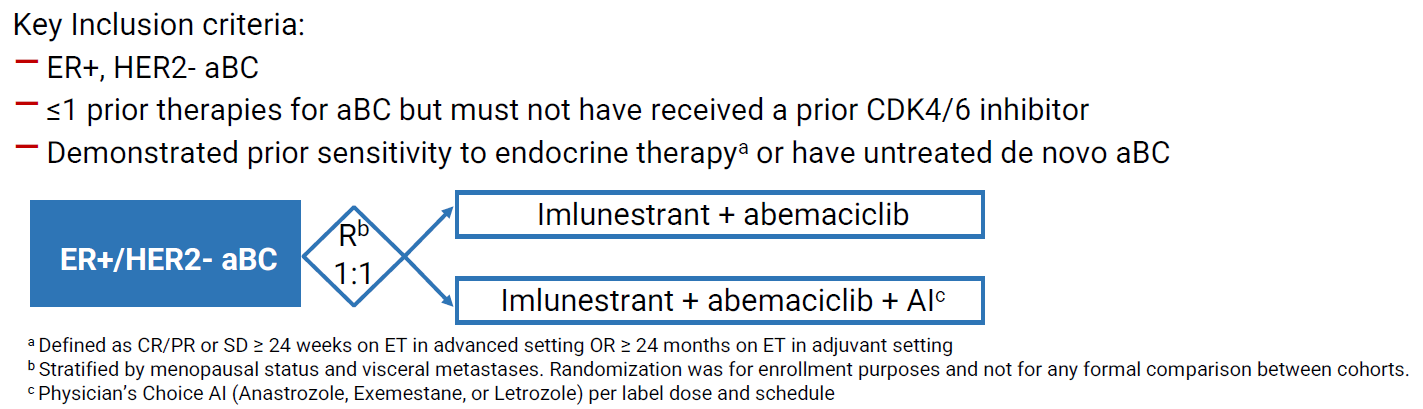 Key Inclusion criteria:
— ER+, HER2- aBC
— ≤1 prior therapies for aBC but must not have received a prior CDK4/6 inhibitor
— Demonstrated prior sensitivity to endocrine therapyᵃ or have untreated de novo aBC
ER+/HER2- aBC
Rᵇ
1:1
Imlunestrant + abemaciclib
Imlunestrant + abemaciclib + AIᶜ
ᵃ Defined as CR/PR or SD ≥ 24 weeks on ET in advanced setting OR ≥ 24 months on ET in adjuvant setting
ᵇ Stratified by menopausal status and visceral metastases. Randomization was for enrollment purposes and not for any formal comparison between cohorts.
ᶜ Physician’s Choice AI (Anastrozole, Exemestane, or Letrozole) per label dose and schedule